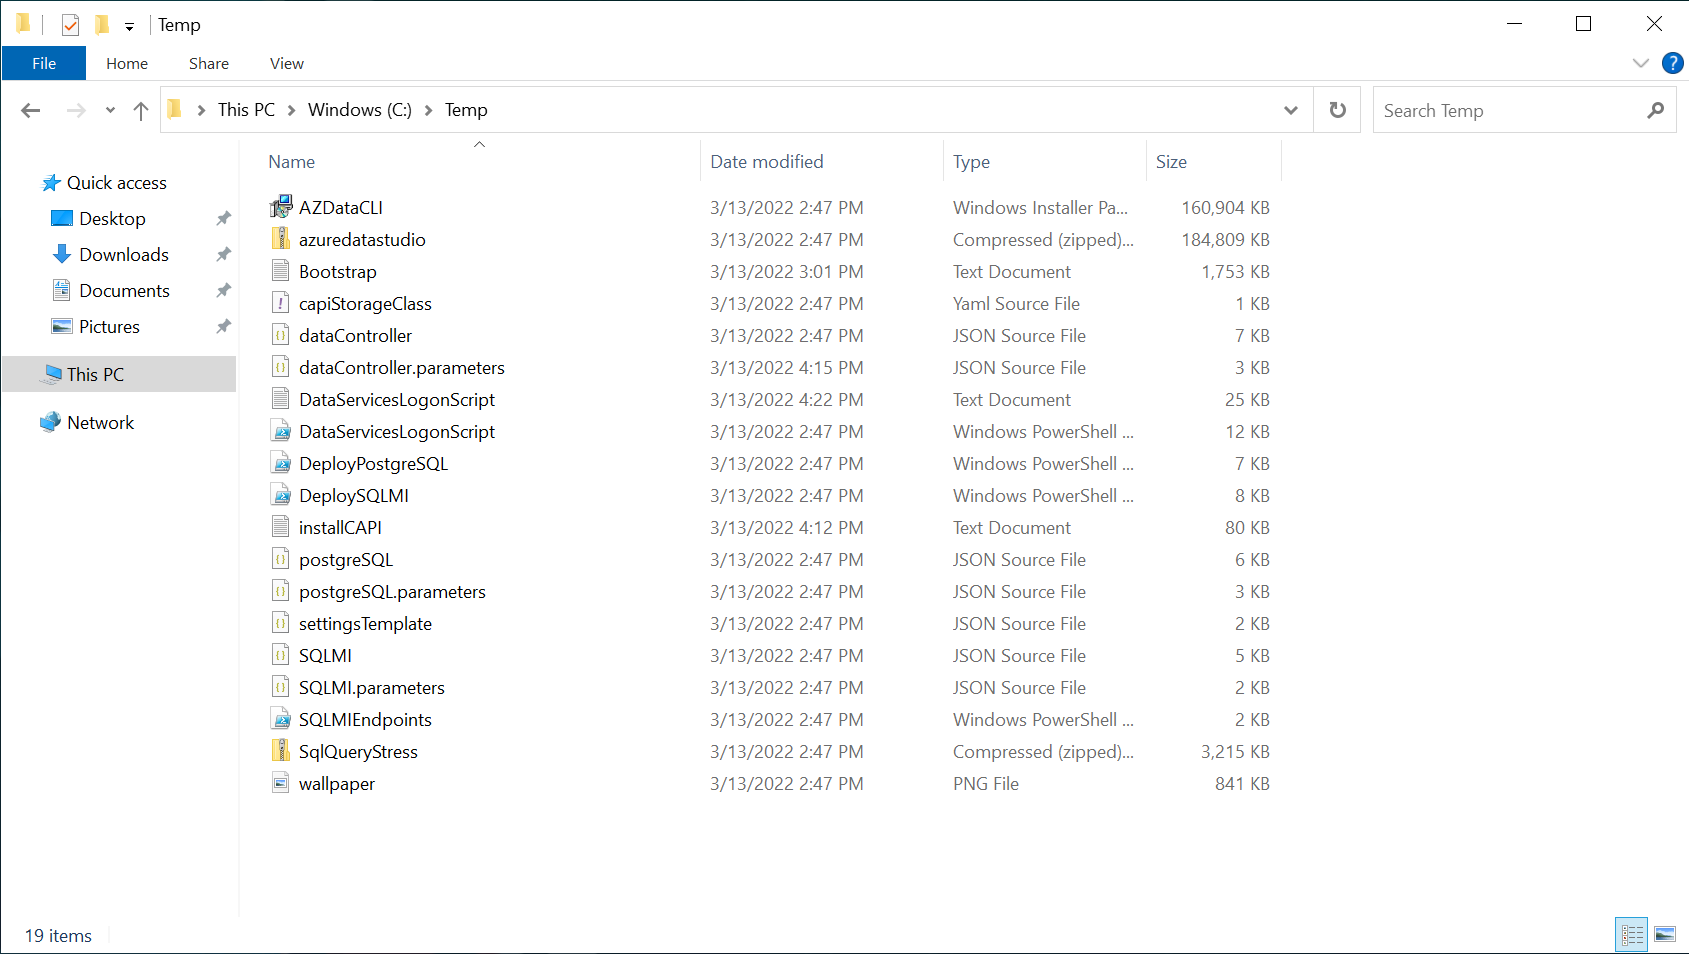 Temp
File Home Share View
?
This PC Windows (C:) Temp Search Temp
Name Date modified Type Size
Quick access
Desktop
Downloads
Documents
Pictures
This PC
Network
AZDataCLI 3/13/2022 2:47 PM Windows Installer Pa... 160,904 KB
azuredatastudio 3/13/2022 2:47 PM Compressed (zipped)... 184,809 KB
Bootstrap 3/13/2022 3:01 PM Text Document 1,753 KB
capiStorageClass 3/13/2022 2:47 PM Yaml Source File 1 KB
dataController 3/13/2022 2:47 PM JSON Source File 7 KB
dataController.parameters 3/13/2022 4:15 PM JSON Source File 3 KB
DataServicesLogonScript 3/13/2022 4:22 PM Text Document 25 KB
DataServicesLogonScript 3/13/2022 2:47 PM Windows PowerShell ... 12 KB
DeployPostgreSQL 3/13/2022 2:47 PM Windows PowerShell ... 7 KB
DeploySQLMI 3/13/2022 2:47 PM Windows PowerShell ... 8 KB
installCAPI 3/13/2022 4:12 PM Text Document 80 KB
postgreSQL 3/13/2022 2:47 PM JSON Source File 6 KB
postgreSQL.parameters 3/13/2022 2:47 PM JSON Source File 3 KB
settingsTemplate 3/13/2022 2:47 PM JSON Source File 2 KB
SQLMI 3/13/2022 2:47 PM JSON Source File 5 KB
SQLMI.parameters 3/13/2022 2:47 PM JSON Source File 2 KB
SQLMIEndpoints 3/13/2022 2:47 PM Windows PowerShell ... 2 KB
SqlQueryStress 3/13/2022 2:47 PM Compressed (zipped)... 3,215 KB
wallpaper 3/13/2022 2:47 PM PNG File 841 KB
19 items